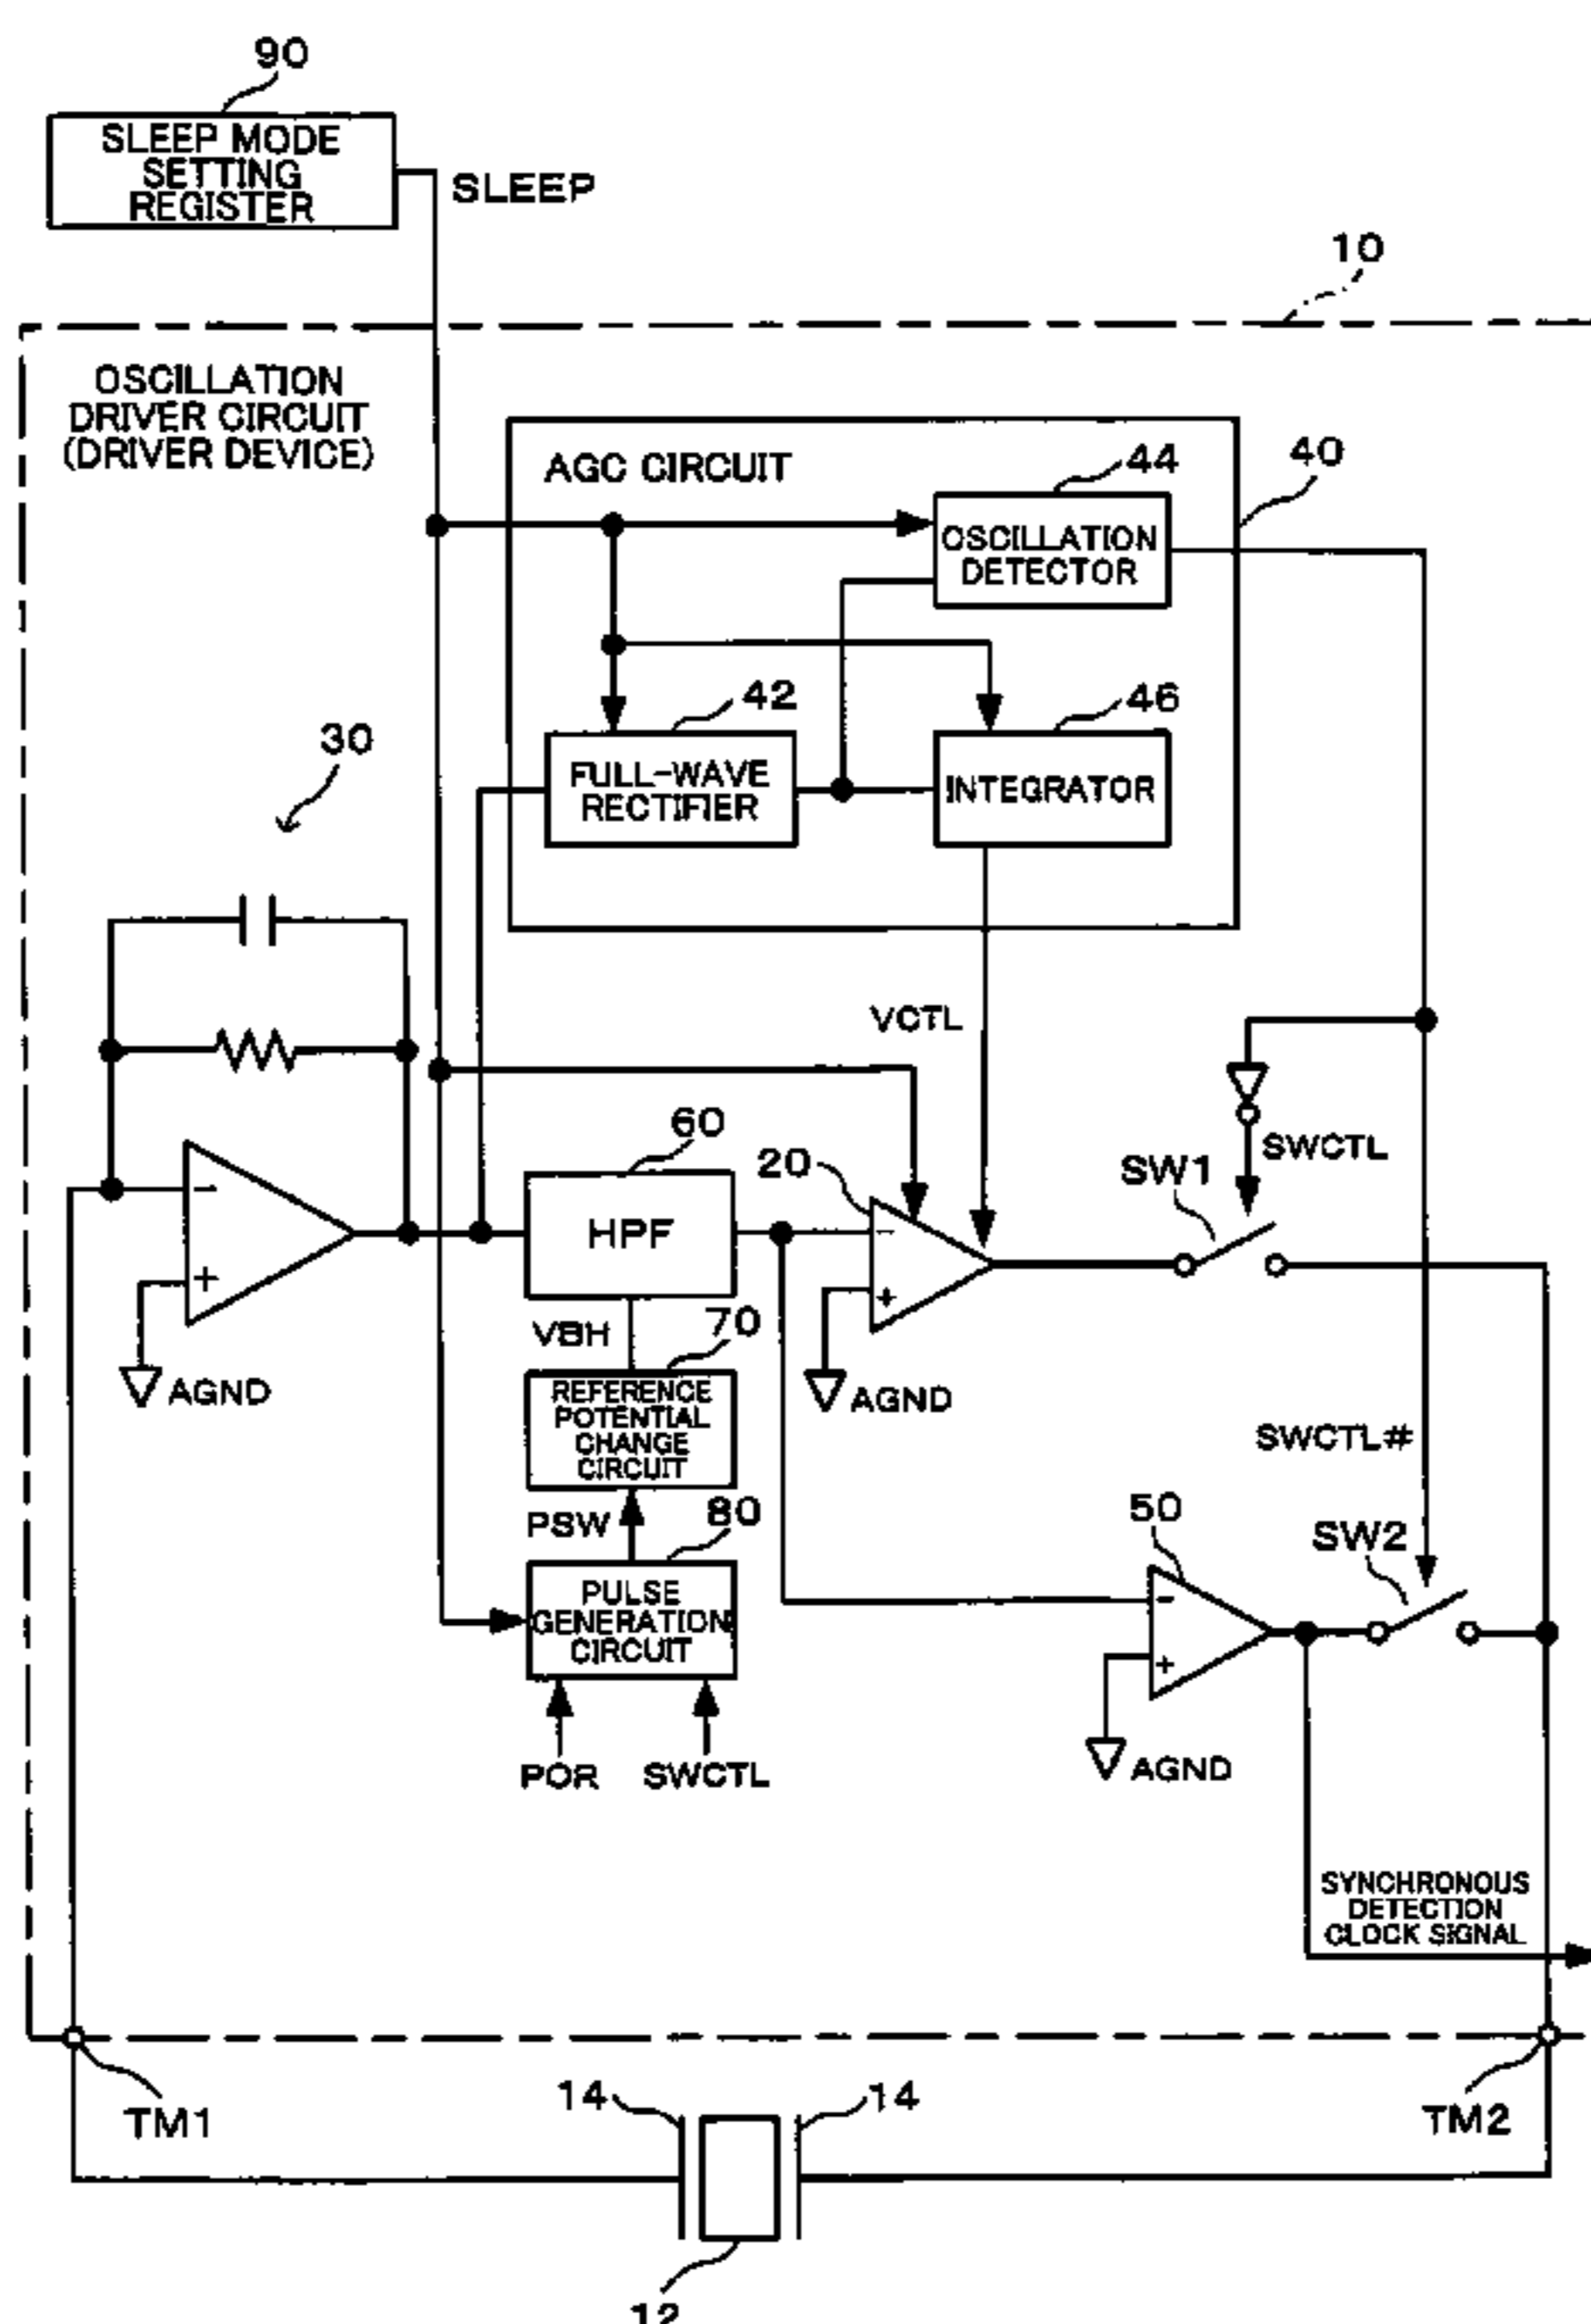 90
SLEEP MODE
SETTING
REGISTER
SLEEP
10
OSCILLATION
DRIVER CIRCUIT
(DRIVER DEVICE)
AGC CIRCUIT
44
40
OSCILLATION
DETECTOR
42
46
30
FULL-WAVE
RECTIFIER
INTEGRATOR
VCTL
60
20
SW1
SWCTL
-
+
HPF
-
+
AGND
VBH
70
AGND
REFERENCE
POTENTIAL
CHANGE
CIRCUIT
SWCTL#
PSW
80
50
SW2
PULSE
GENERATION
CIRCUIT
-
+
POR
SWCTL
AGND
SYNCHRONOUS
DETECTION
CLOCK SIGNAL
TM1
14
14
TM2
12